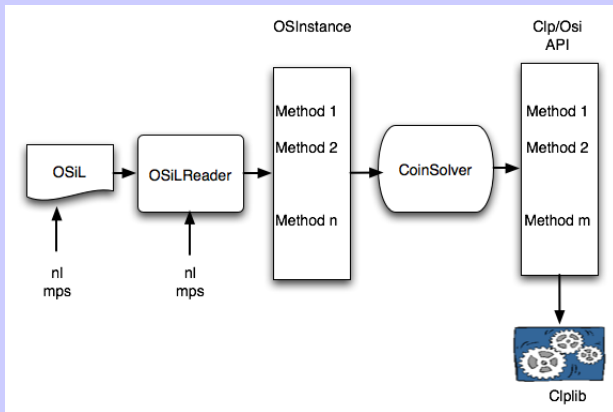 OSInstance
Clp/Osi
API
Method 1
Method 2
Method n
Method 1
Method 2
Method m
OSiL
OSiLReader
CoinSolver
nl
mps
nl
mps
Clplib